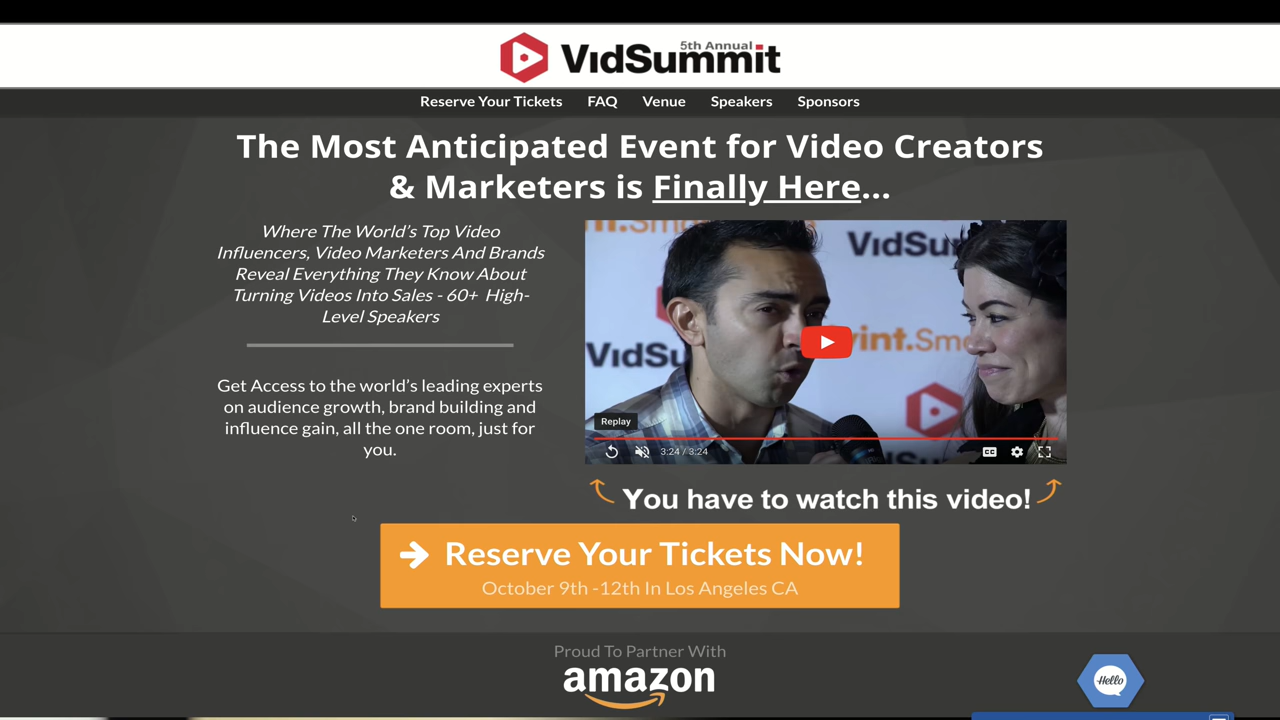 5th Annual
VidSummit
Reserve Your Tickets FAQ Venue Speakers Sponsors
The Most Anticipated Event for Video Creators
& Marketers is Finally Here...
Where The World's Top Video
Influencers, Video Marketers And Brands
Reveal Everything They Know About
Turning Videos Into Sales - 60+ High-
Level Speakers
Get Access to the world's leading experts
on audience growth, brand building and
influence gain, all the one room, just for
you.
VidSum
VidSu
int.Smo
Replay
3:24 / 3:24
CC
You have to watch this video!
Reserve Your Tickets Now!
October 9th -12th In Los Angeles CA
Proud To Partner With
amazon
Hello